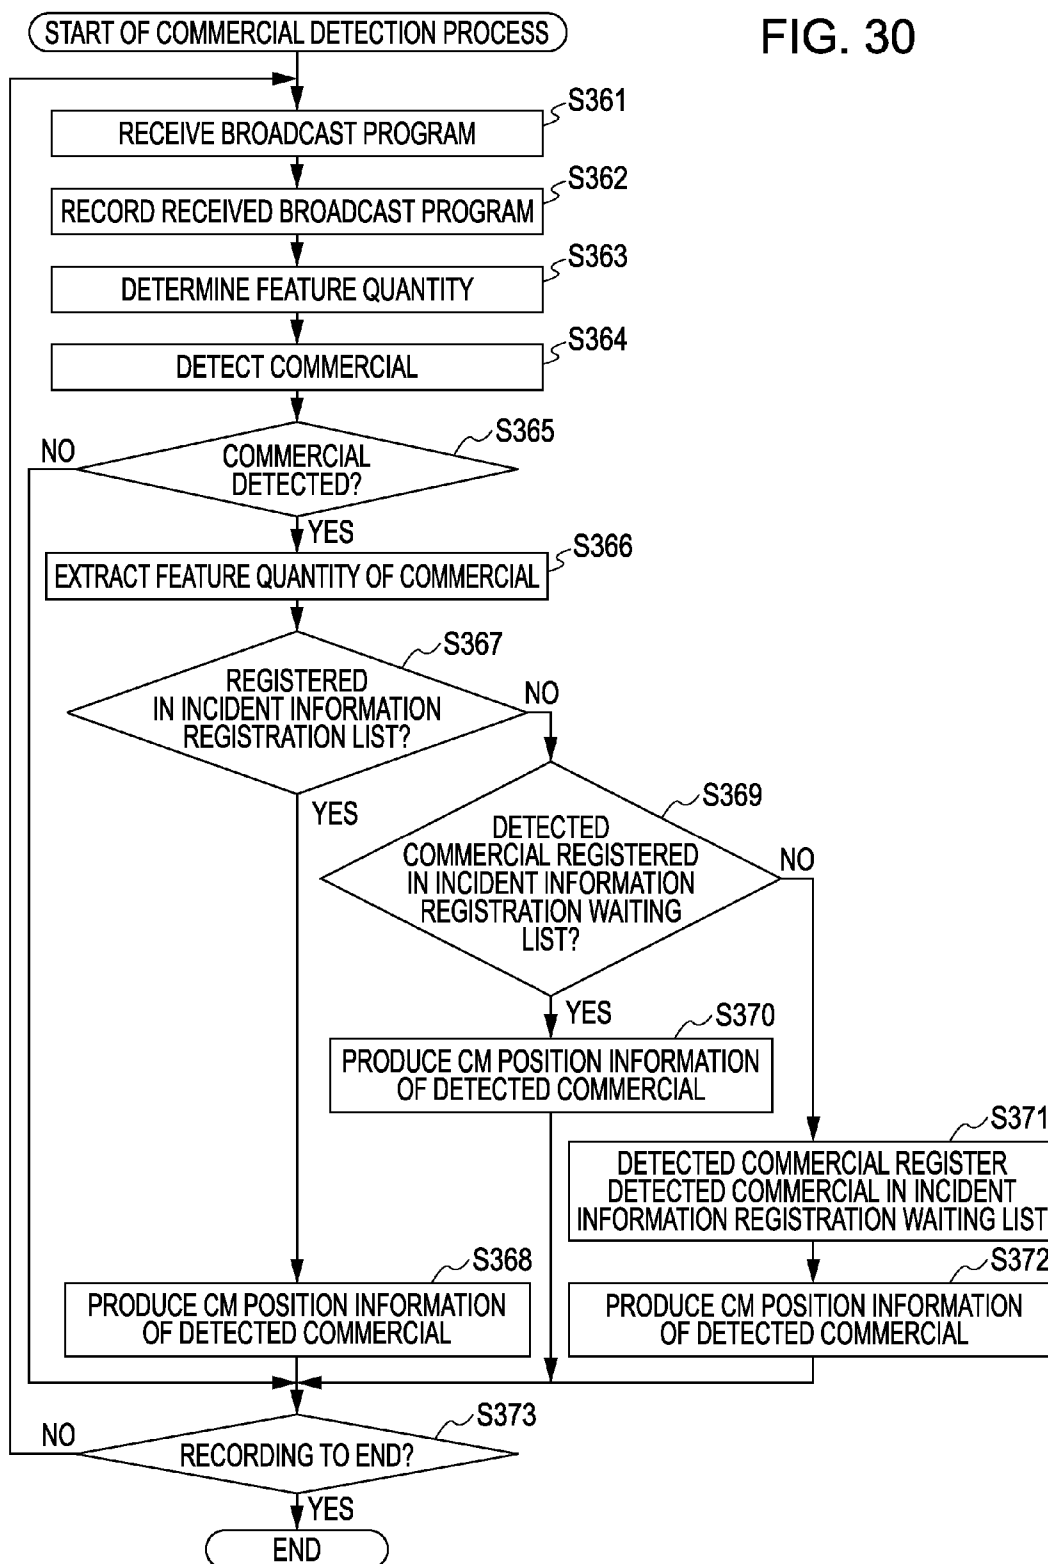 START OF COMMERCIAL DETECTION PROCESS
FIG. 30
S361
RECEIVE BROADCAST PROGRAM
S362
RECORD RECEIVED BROADCAST PROGRAM
S363
DETERMINE FEATURE QUANTITY
S364
DETECT COMMERCIAL
S365
NO
COMMERCIAL
DETECTED?
YES
S366
EXTRACT FEATURE QUANTITY OF COMMERCIAL
S367
REGISTERED
IN INCIDENT INFORMATION
REGISTRATION LIST?
NO
YES
S369
DETECTED
COMMERCIAL REGISTERED
IN INCIDENT INFORMATION
REGISTRATION WAITING
LIST?
NO
YES
S370
PRODUCE CM POSITION INFORMATION
OF DETECTED COMMERCIAL
S371
DETECTED COMMERCIAL REGISTER
DETECTED COMMERCIAL IN INCIDENT
INFORMATION REGISTRATION WAITING LIST
S368
PRODUCE CM POSITION INFORMATION
OF DETECTED COMMERCIAL
S372
PRODUCE CM POSITION INFORMATION
OF DETECTED COMMERCIAL
S373
NO
RECORDING TO END?
YES
END